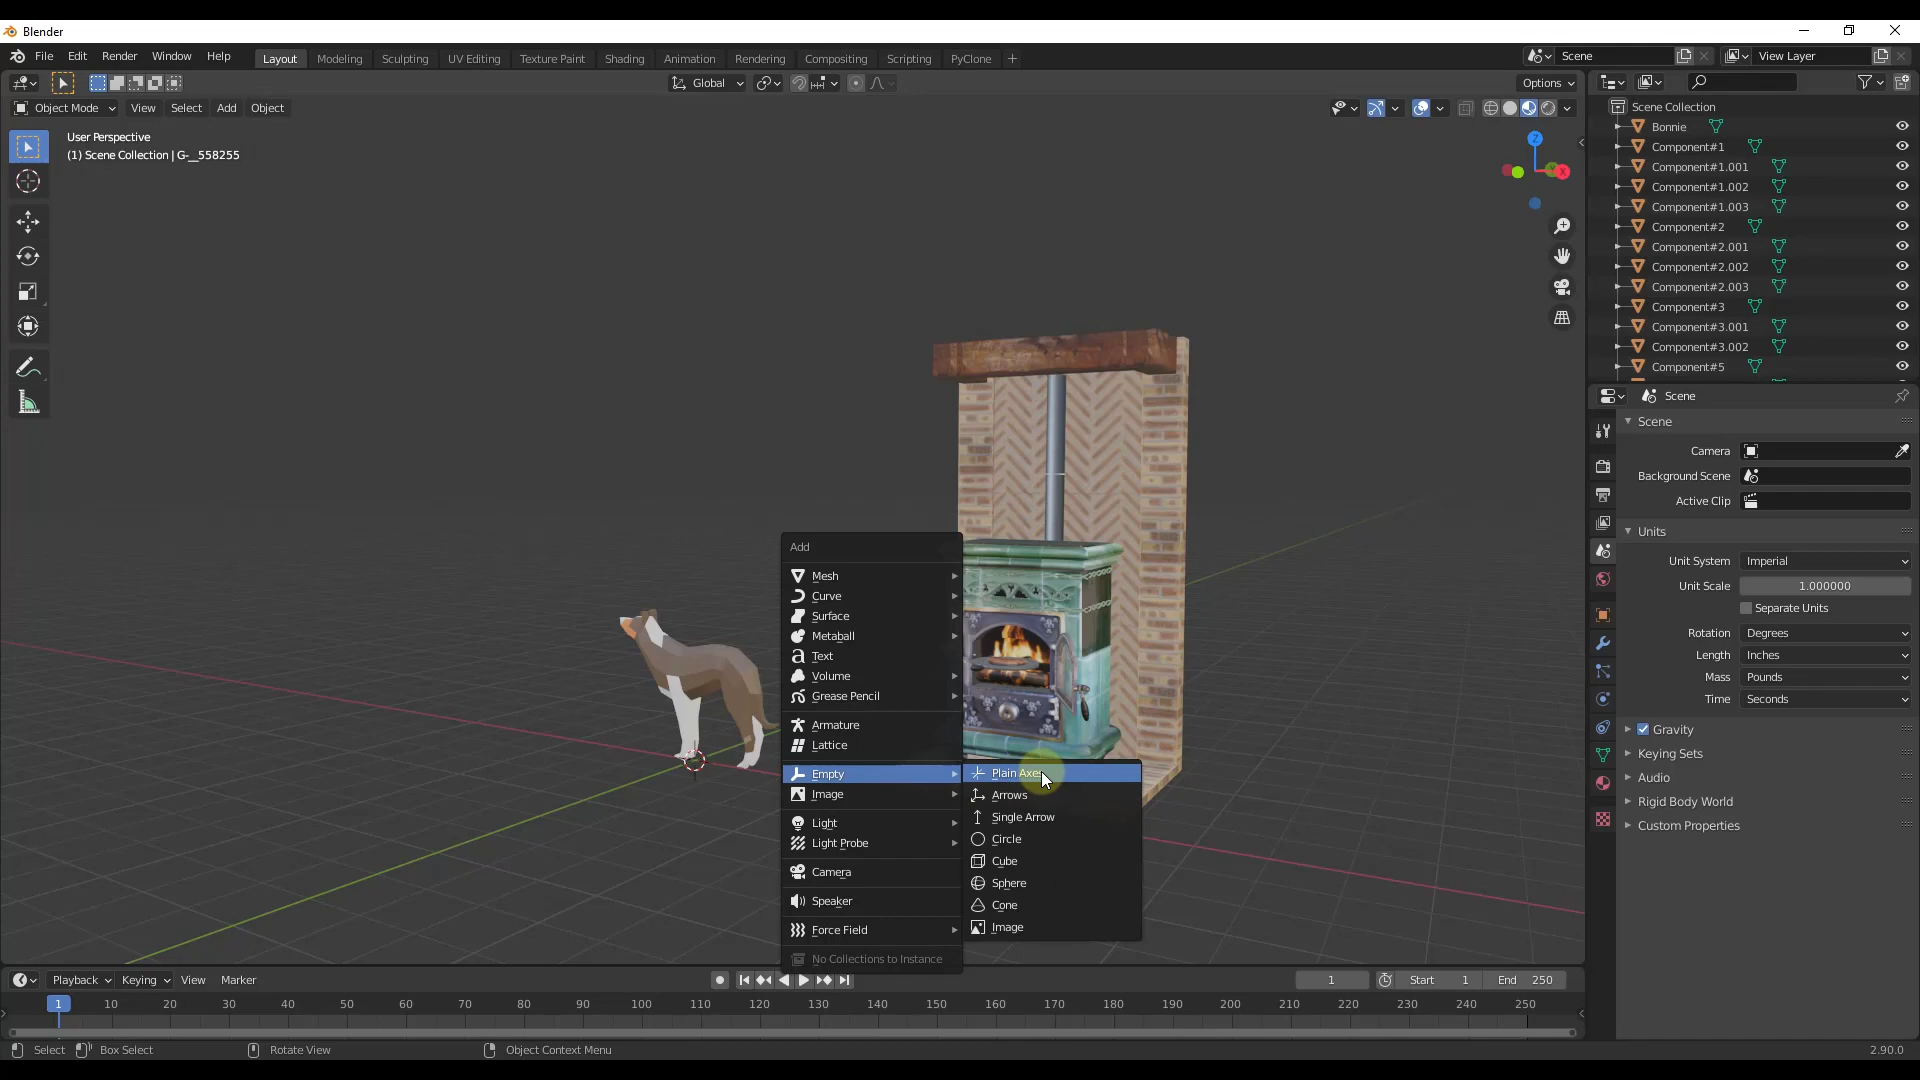 Blender
File Edit Render Window Help Layout Modeling Sculpting UV Editing Texture Paint Shading Animation Rendering Compositing Scripting PyClone + Scene View Layer
Global Options
Object Mode View Select Add Object
User Perspective
(1) Scene Collection | G-__558255
Z
X
Scene Collection
Bonnie
Component#1
Component#1.001
Component#1.002
Component#1.003
Component#2
Component#2.001
Component#2.002
Component#2.003
Component#3
Component#3.001
Component#3.002
Component#5
Scene
Scene
Camera
Background Scene
Active Clip
Units
Unit System Imperial
Unit Scale 1.000000
Separate Units
Rotation Degrees
Length Inches
Mass Pounds
Time Seconds
Gravity
Keying Sets
Audio
Rigid Body World
Custom Properties
Add
Mesh
Curve
Surface
Metaball
Text
Volume
Grease Pencil
Armature
Lattice
Empty
Image
Light
Light Probe
Camera
Speaker
Force Field
No Collections to Instance
Plain Axes
Arrows
Single Arrow
Circle
Cube
Sphere
Cone
Image
Playback Keying View Marker 1 Start 1 End 250
1 10 20 30 40 50 60 70 80 90 100 110 120 130 140 150 160 170 180 190 200 210 220 230 240 250
Select Box Select Rotate View Object Context Menu 2.90.0